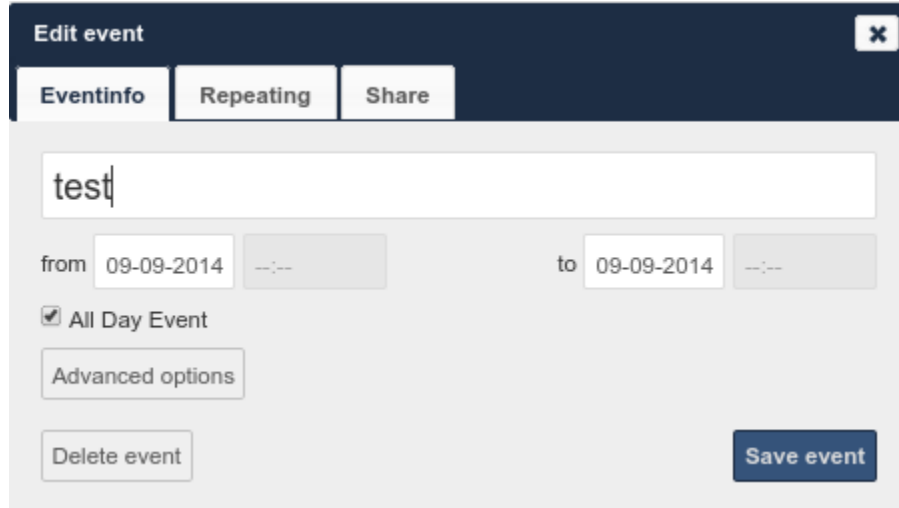 Edit event
Eventinfo Repeating Share
test
from 09-09-2014 --:-- to 09-09-2014 --:--
All Day Event
Advanced options
Delete event Save event